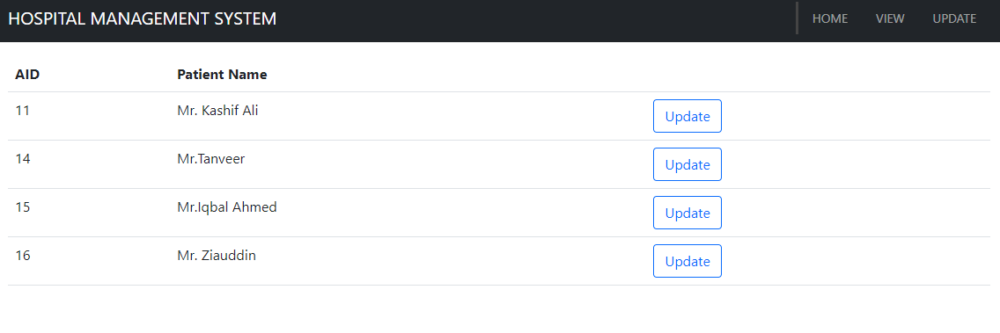 HOSPITAL MANAGEMENT SYSTEM HOME VIEW UPDATE
AID Patient Name
11 Mr. Kashif Ali Update
14 Mr.Tanveer Update
15 Mr.Iqbal Ahmed Update
16 Mr. Ziauddin Update